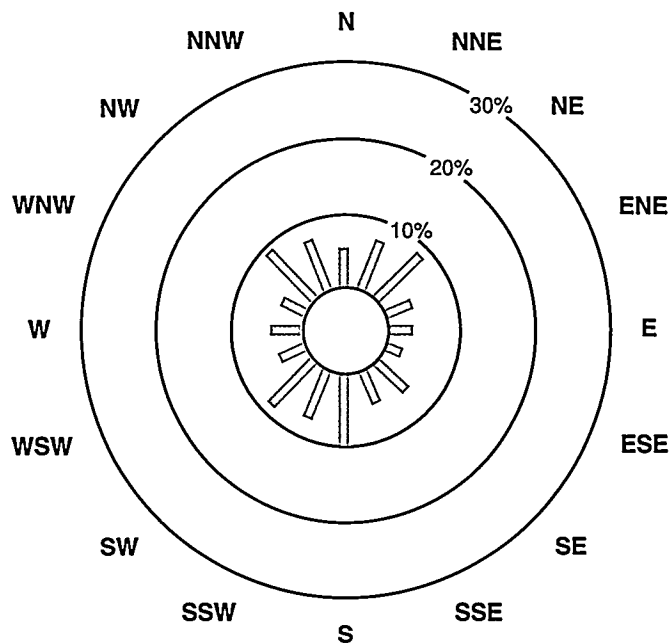 N
NNW NNE
NW 30% NE
20%
WNW ENE
10%
W E
WSW ESE
SW SE
SSW SSE
S